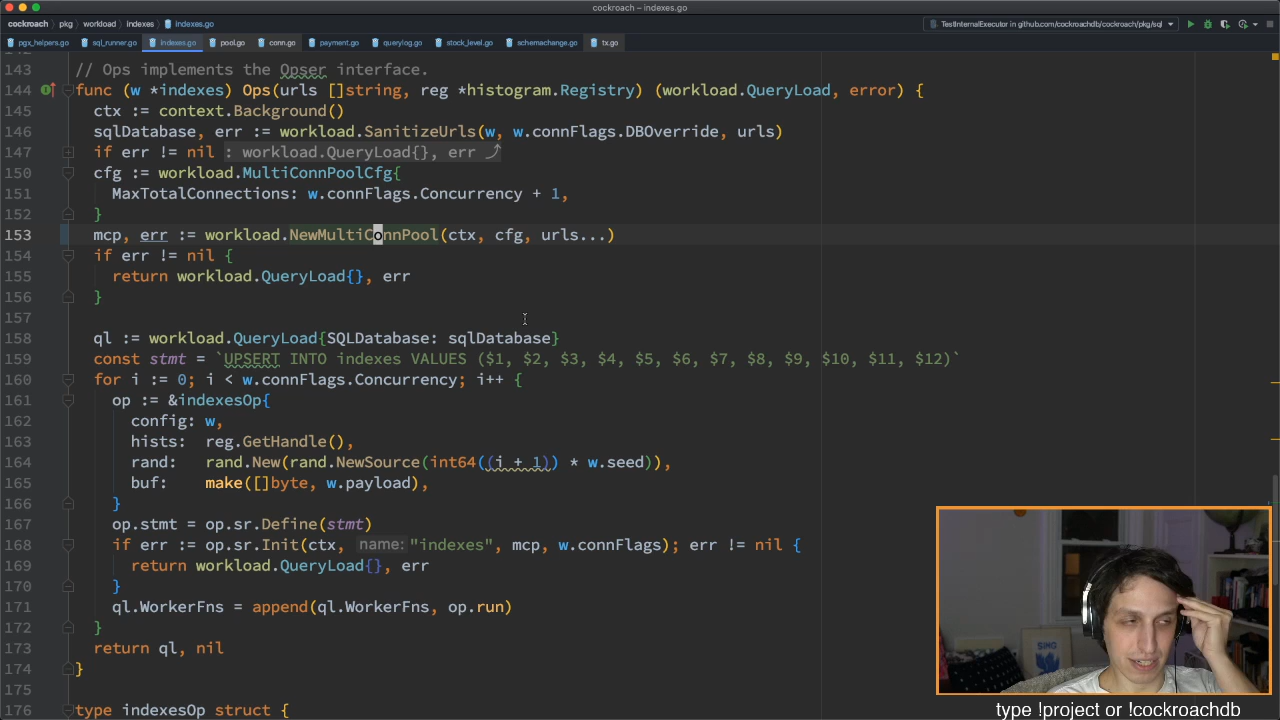 cockroach – indexes.go
cockroach pkg workload indexes indexes.go TestInternalExecutor in github.com/cockroachdb/cockroach/pkg/sql
pgx_helpers.go sql_runner.go indexes.go pool.go conn.go payment.go querylog.go stock_level.go schemachange.go tx.go
143 // Ops implements the Opser interface.
144 func (w *indexes) Ops(urls []string, reg *histogram.Registry) (workload.QueryLoad, error) {
145 ctx := context.Background()
146 sqlDatabase, err := workload.SanitizeUrls(w, w.connFlags.DBOverride, urls)
147 if err != nil : workload.QueryLoad{}, err
150 cfg := workload.MultiConnPoolCfg{
151 MaxTotalConnections: w.connFlags.Concurrency + 1,
152 }
153 mcp, err := workload.NewMultiConnPool(ctx, cfg, urls...)
154 if err != nil {
155 return workload.QueryLoad{}, err
156 }
157
158 ql := workload.QueryLoad{SQLDatabase: sqlDatabase}
159 const stmt = `UPSERT INTO indexes VALUES ($1, $2, $3, $4, $5, $6, $7, $8, $9, $10, $11, $12)`
160 for i := 0; i < w.connFlags.Concurrency; i++ {
161 op := &indexesOp{
162 config: w,
163 hists: reg.GetHandle(),
164 rand: rand.New(rand.NewSource(int64((i + 1)) * w.seed)),
165 buf: make([]byte, w.payload),
166 }
167 op.stmt = op.sr.Define(stmt)
168 if err := op.sr.Init(ctx, name: "indexes", mcp, w.connFlags); err != nil {
169 return workload.QueryLoad{}, err
170 }
171 ql.WorkerFns = append(ql.WorkerFns, op.run)
172 }
173 return ql, nil
174 }
175
176 type indexesOp struct {
SING
type !project or !cockroachdb